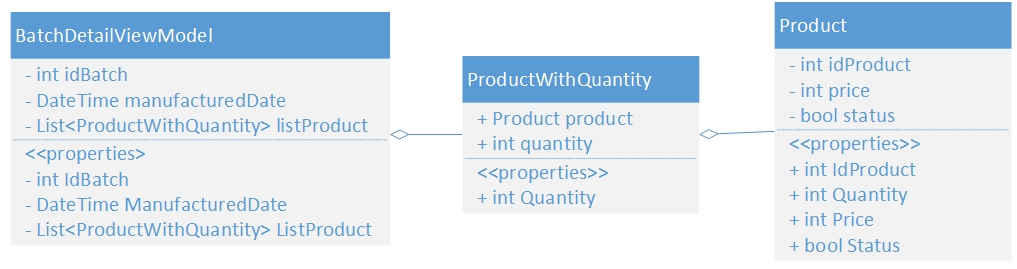 BatchDetailViewModel
- int idBatch
- DateTime manufacturedDate
- List<ProductWithQuantity> listProduct
<<properties>
- int IdBatch
- DateTime ManufacturedDate
- List<ProductWithQuantity> ListProduct
ProductWithQuantity
+ Product product
+ int quantity
<<properties>>
+ int Quantity
Product
- int idProduct
- int price
- bool status
<<properties>>
+ int IdProduct
+ int Quantity
+ int Price
+ bool Status